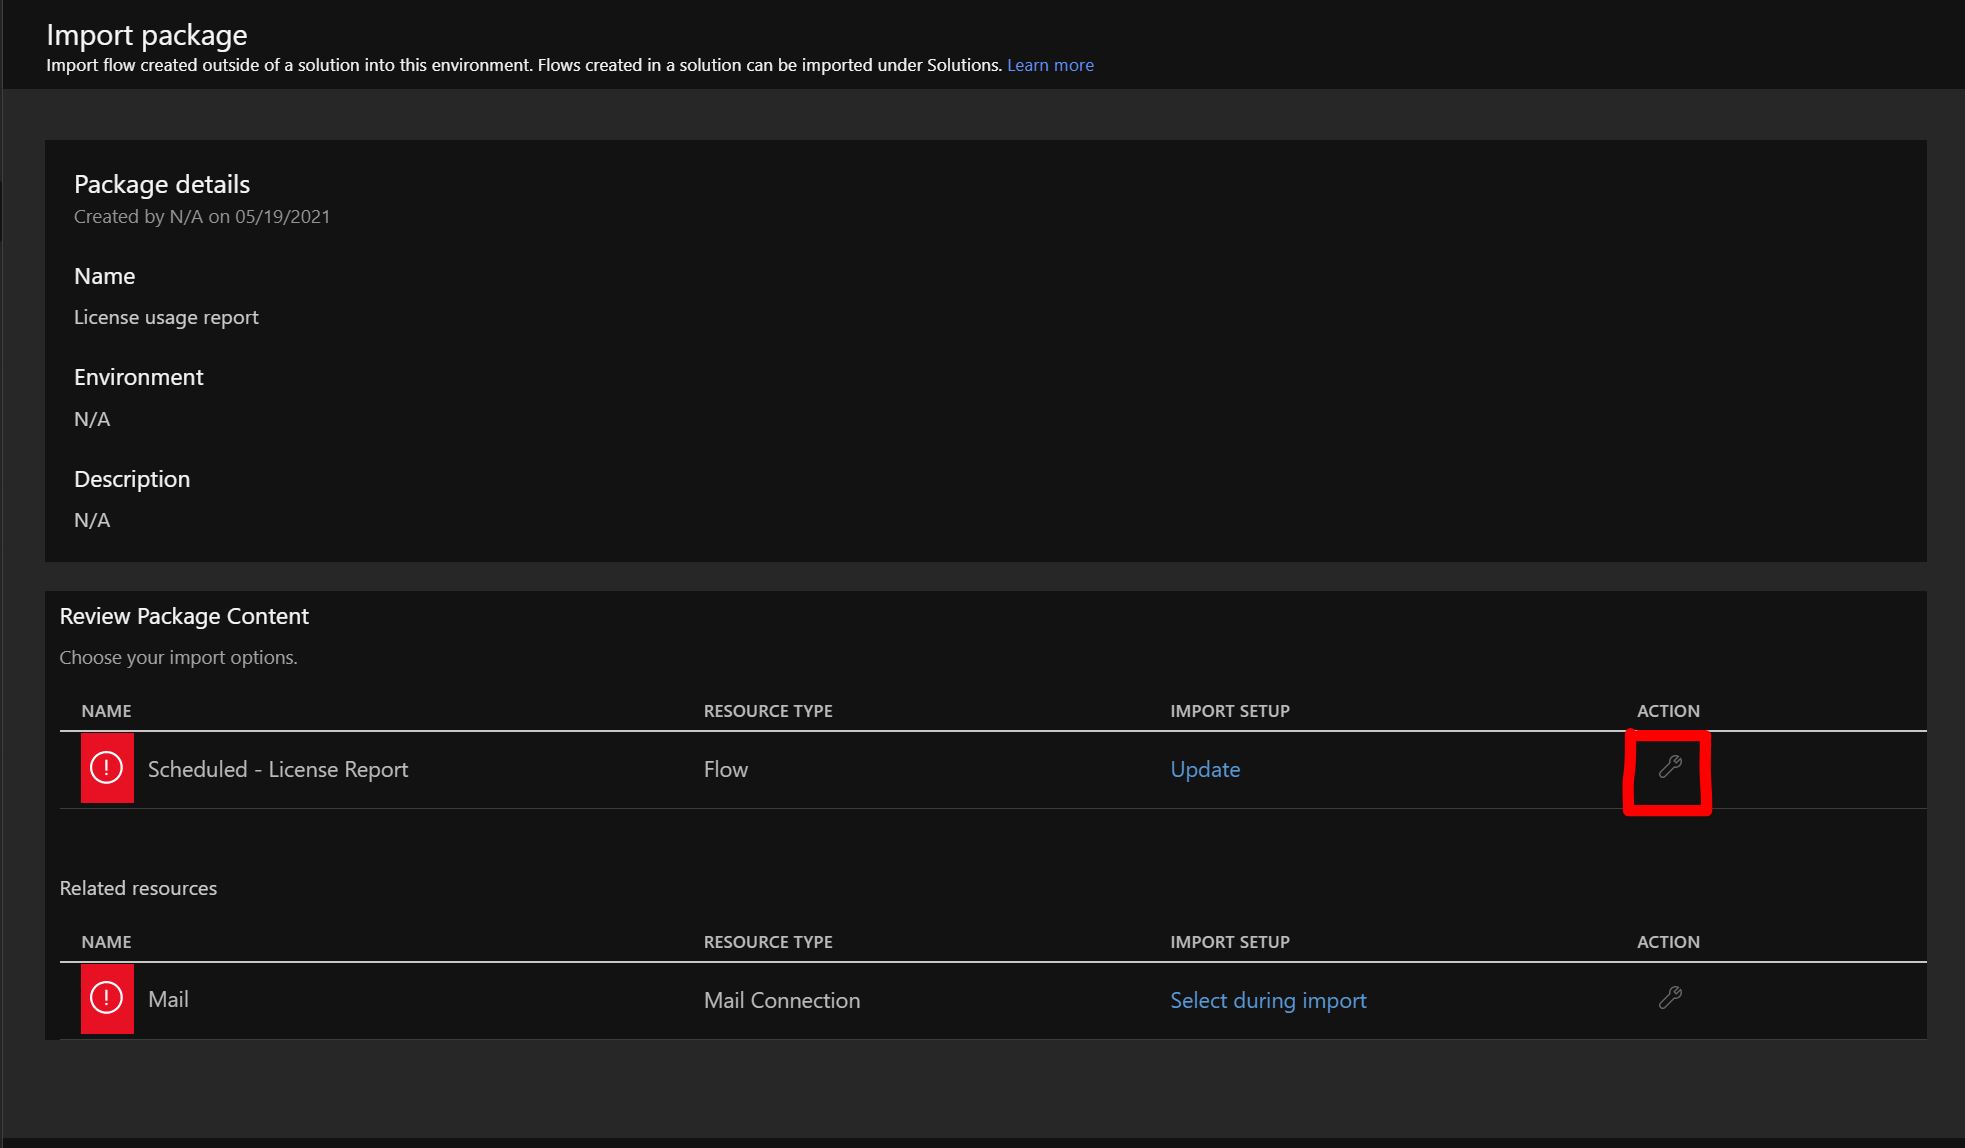 Import package
Import flow created outside of a solution into this environment. Flows created in a solution can be imported under Solutions. Learn more
Package details
Created by N/A on 05/19/2021
Name
License usage report
Environment
N/A
Description
N/A
Review Package Content
Choose your import options.
NAME RESOURCE TYPE IMPORT SETUP ACTION
Scheduled - License Report Flow Update
Related resources
NAME RESOURCE TYPE IMPORT SETUP ACTION
Mail Mail Connection Select during import